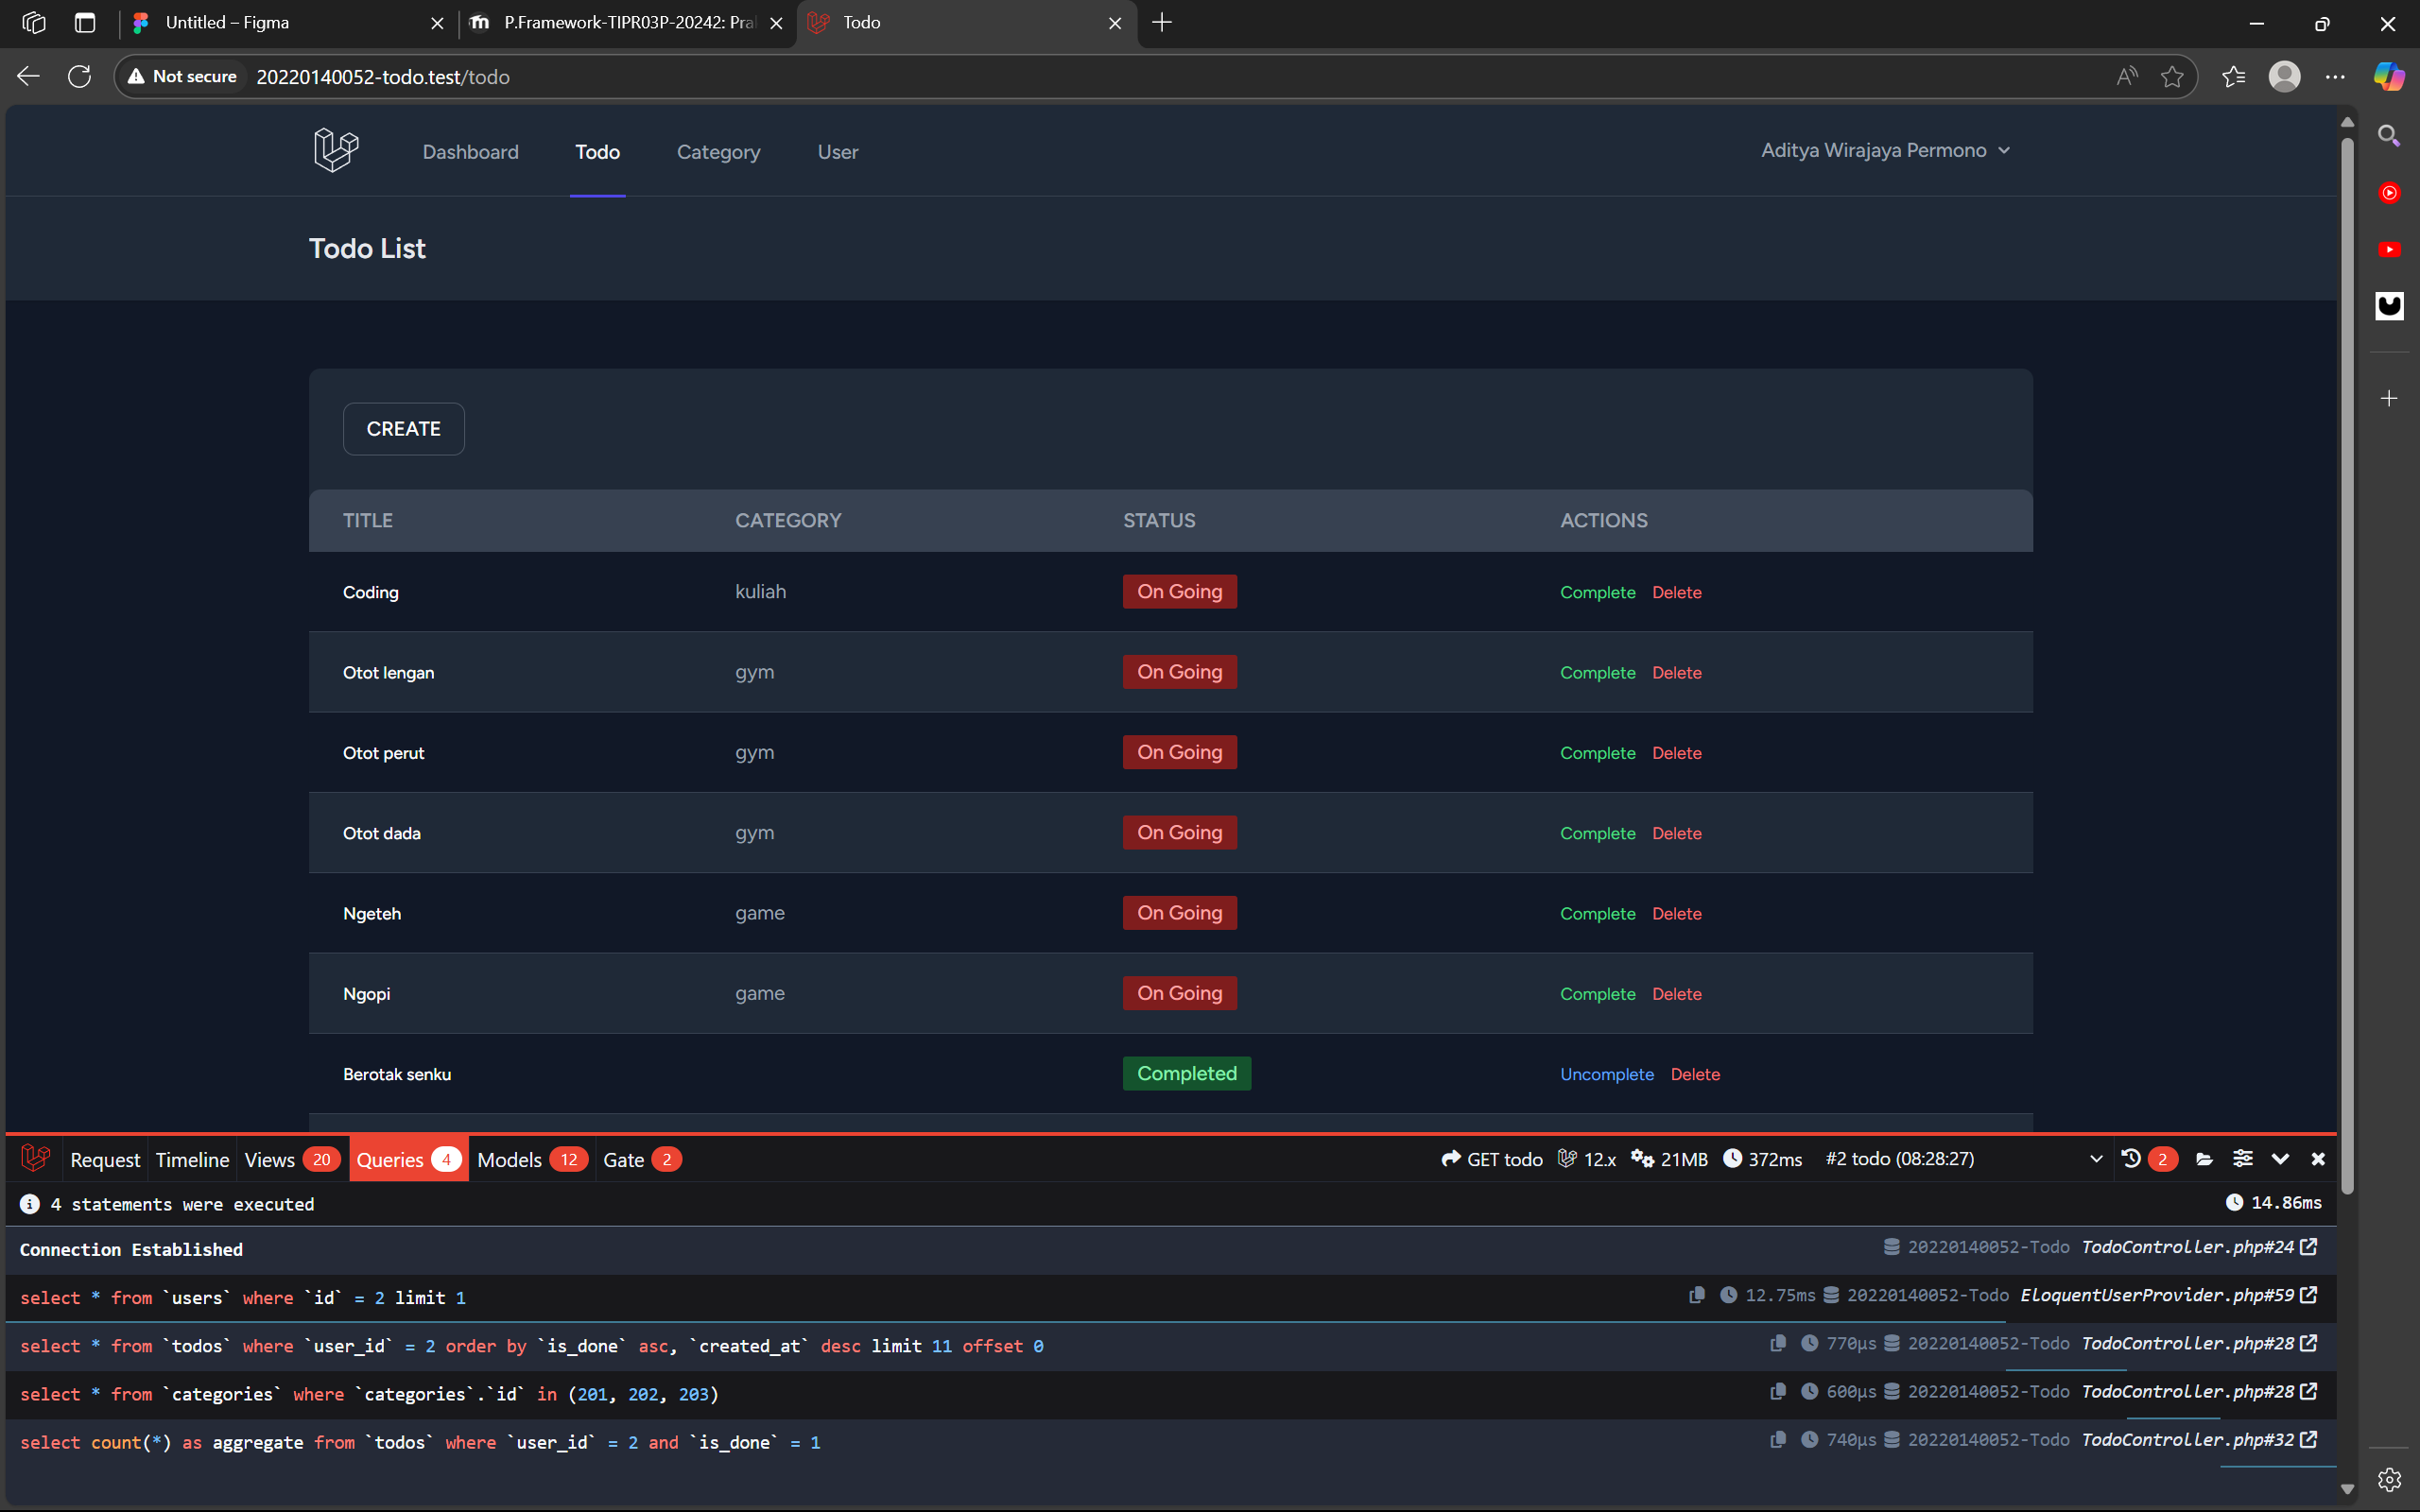 Untitled – Figma
P.Framework-TIPR03P-20242: Pra
Todo
Not secure
20220140052-todo.test/todo
Dashboard
Todo
Category
User
Aditya Wirajaya Permono
Todo List
CREATE
TITLE CATEGORY STATUS ACTIONS
Coding kuliah On Going Complete Delete
Otot lengan gym On Going Complete Delete
Otot perut gym On Going Complete Delete
Otot dada gym On Going Complete Delete
Ngeteh game On Going Complete Delete
Ngopi game On Going Complete Delete
Berotak senku Completed Uncomplete Delete
Request Timeline Views 20 Queries 4 Models 12 Gate 2 GET todo 12.x 21MB 372ms #2 todo (08:28:27) 2
4 statements were executed 14.86ms
Connection Established 20220140052-Todo TodoController.php#24
select * from `users` where `id` = 2 limit 1 12.75ms 20220140052-Todo EloquentUserProvider.php#59
select * from `todos` where `user_id` = 2 order by `is_done` asc, `created_at` desc limit 11 offset 0 770µs 20220140052-Todo TodoController.php#28
select * from `categories` where `categories`.`id` in (201, 202, 203) 600µs 20220140052-Todo TodoController.php#28
select count(*) as aggregate from `todos` where `user_id` = 2 and `is_done` = 1 740µs 20220140052-Todo TodoController.php#32